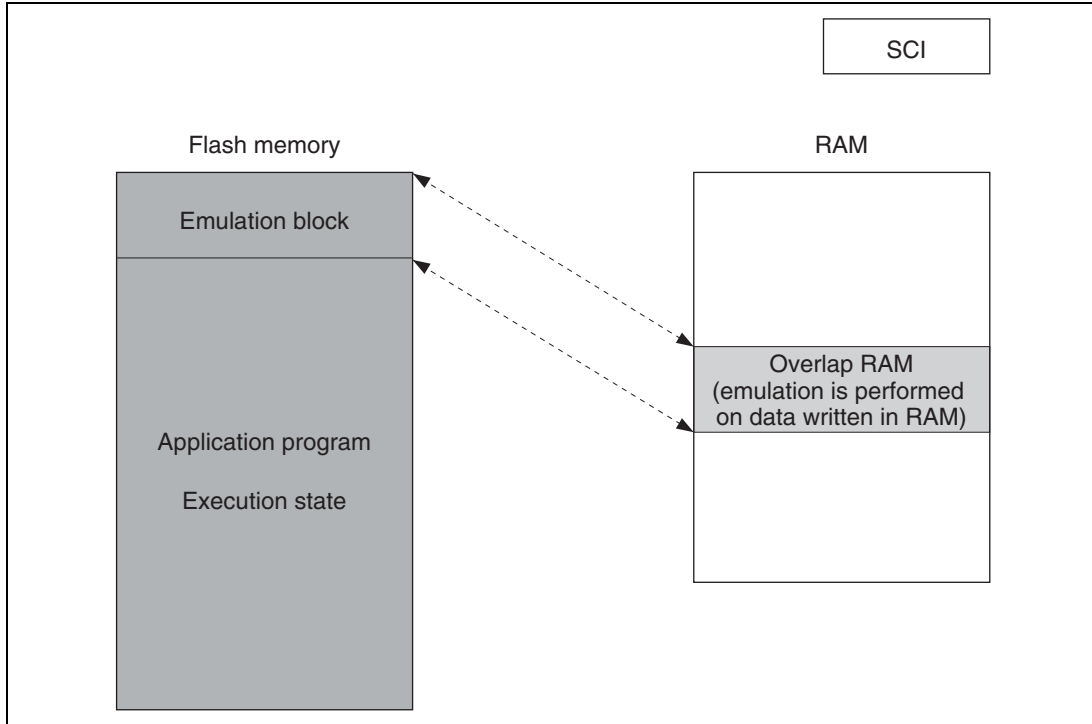 SCI
Flash memory
RAM
Emulation block
Overlap RAM
(emulation is performed
on data written in RAM)
Application program
Execution state